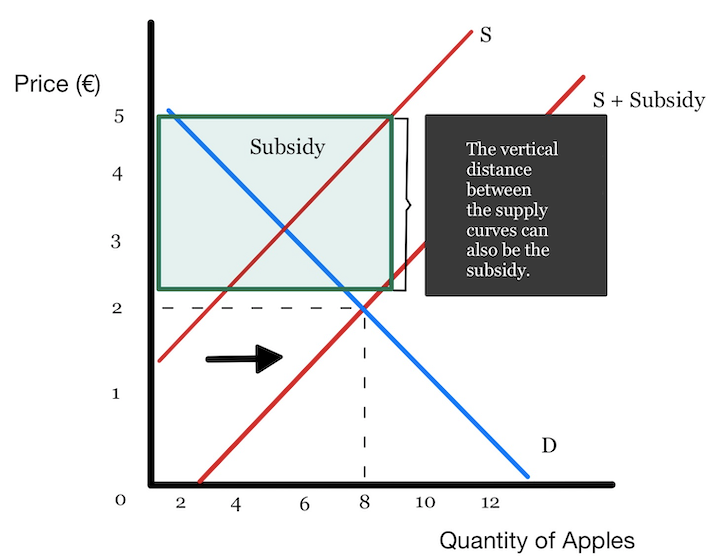 S
Price (€)
S + Subsidy
5
Subsidy
The vertical
distance
between
the supply
curves can
also be the
subsidy.
4
3
2
1
D
0
2
4
6
8
10
12
Quantity of Apples